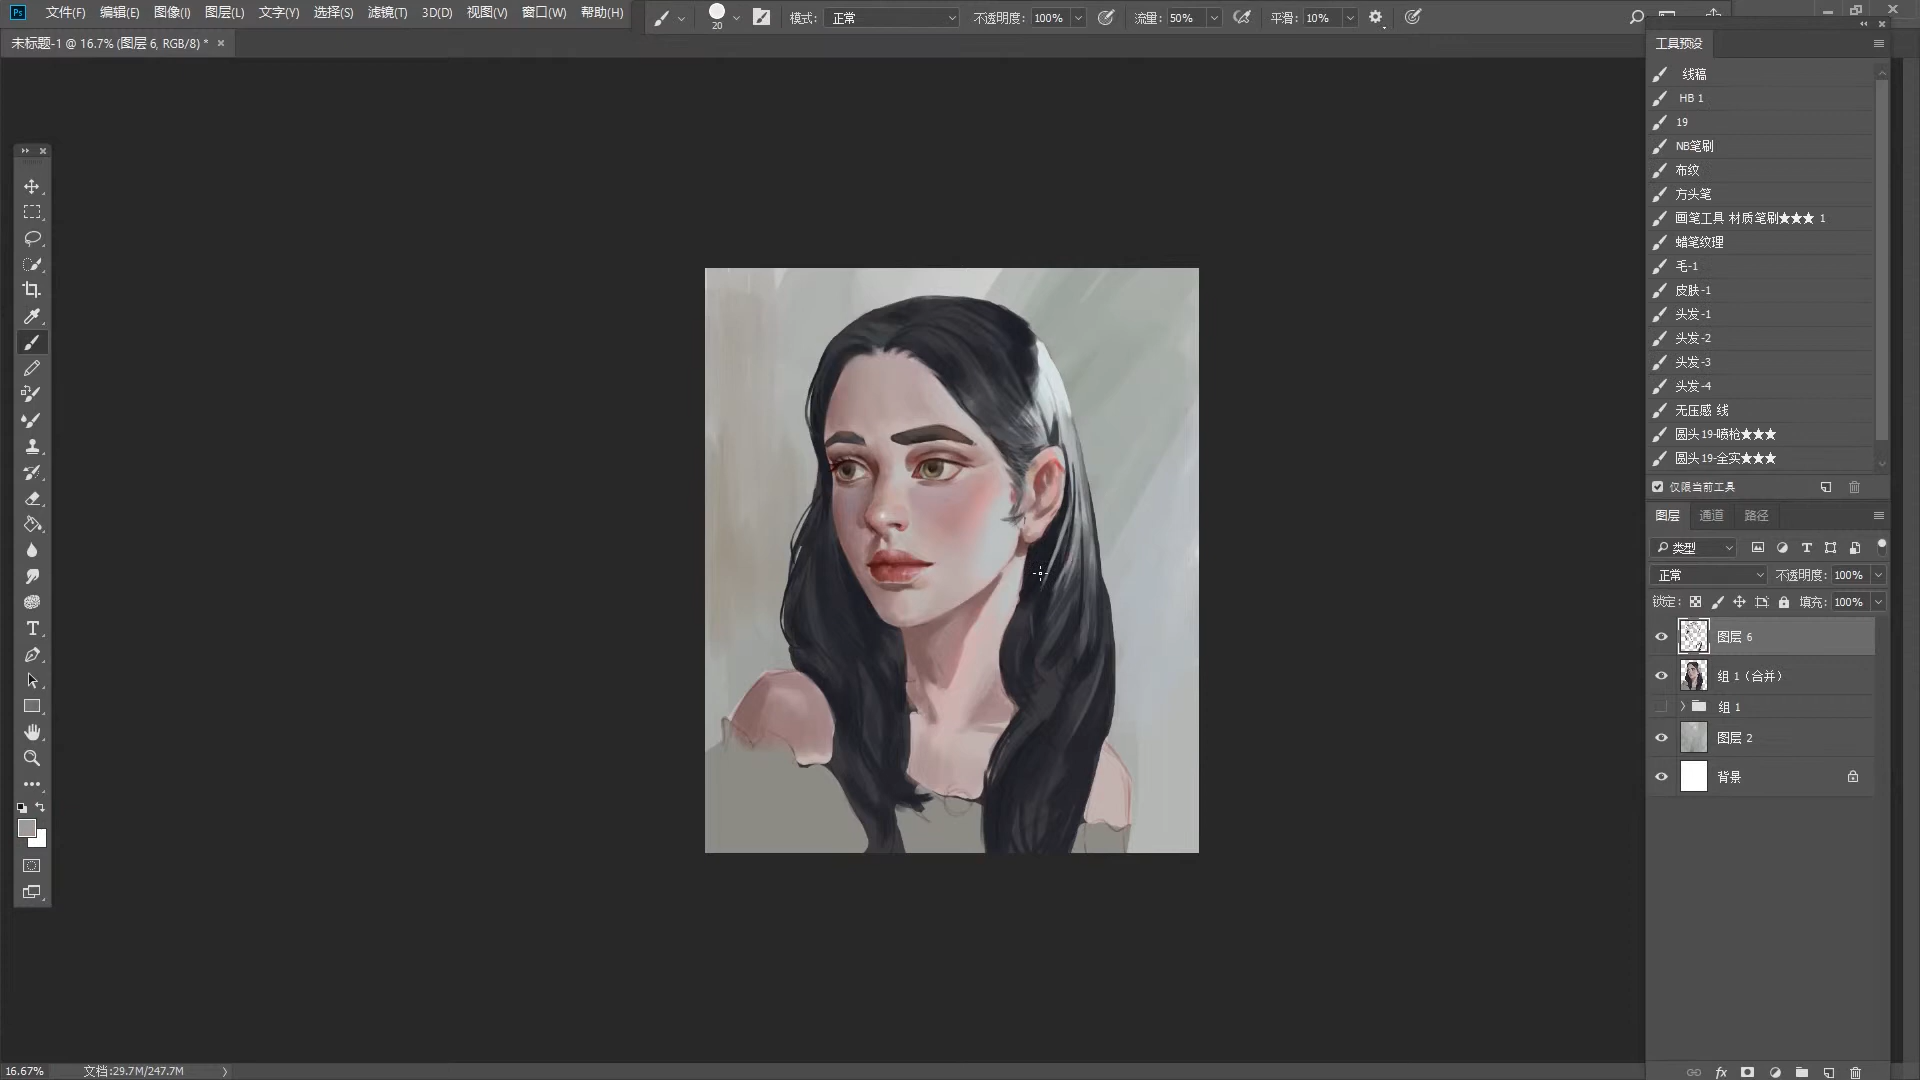 Ps 文件(F) 编辑(E) 图像(I) 图层(L) 文字(Y) 选择(S) 滤镜(T) 3D(D) 视图(V) 窗口(W) 帮助(H)
20 模式: 正常 不透明度: 100% 流量: 50% 平滑: 10%
未标题-1 @ 16.7% (图层 6, RGB/8) * ×
工具预设
线稿
HB 1
19
NB笔刷
布纹
方头笔
画笔工具 材质笔刷★★★ 1
蜡笔纹理
毛-1
皮肤-1
头发-1
头发-2
头发-3
头发-4
无压感 线
圆头19-喷枪★★★
圆头19-全实★★★
仅限当前工具
图层 通道 路径
类型
正常 不透明度: 100%
锁定: 填充: 100%
图层 6
组 1（合并）
组 1
图层 2
背景
fx
16.67% 文档:29.7M/247.7M